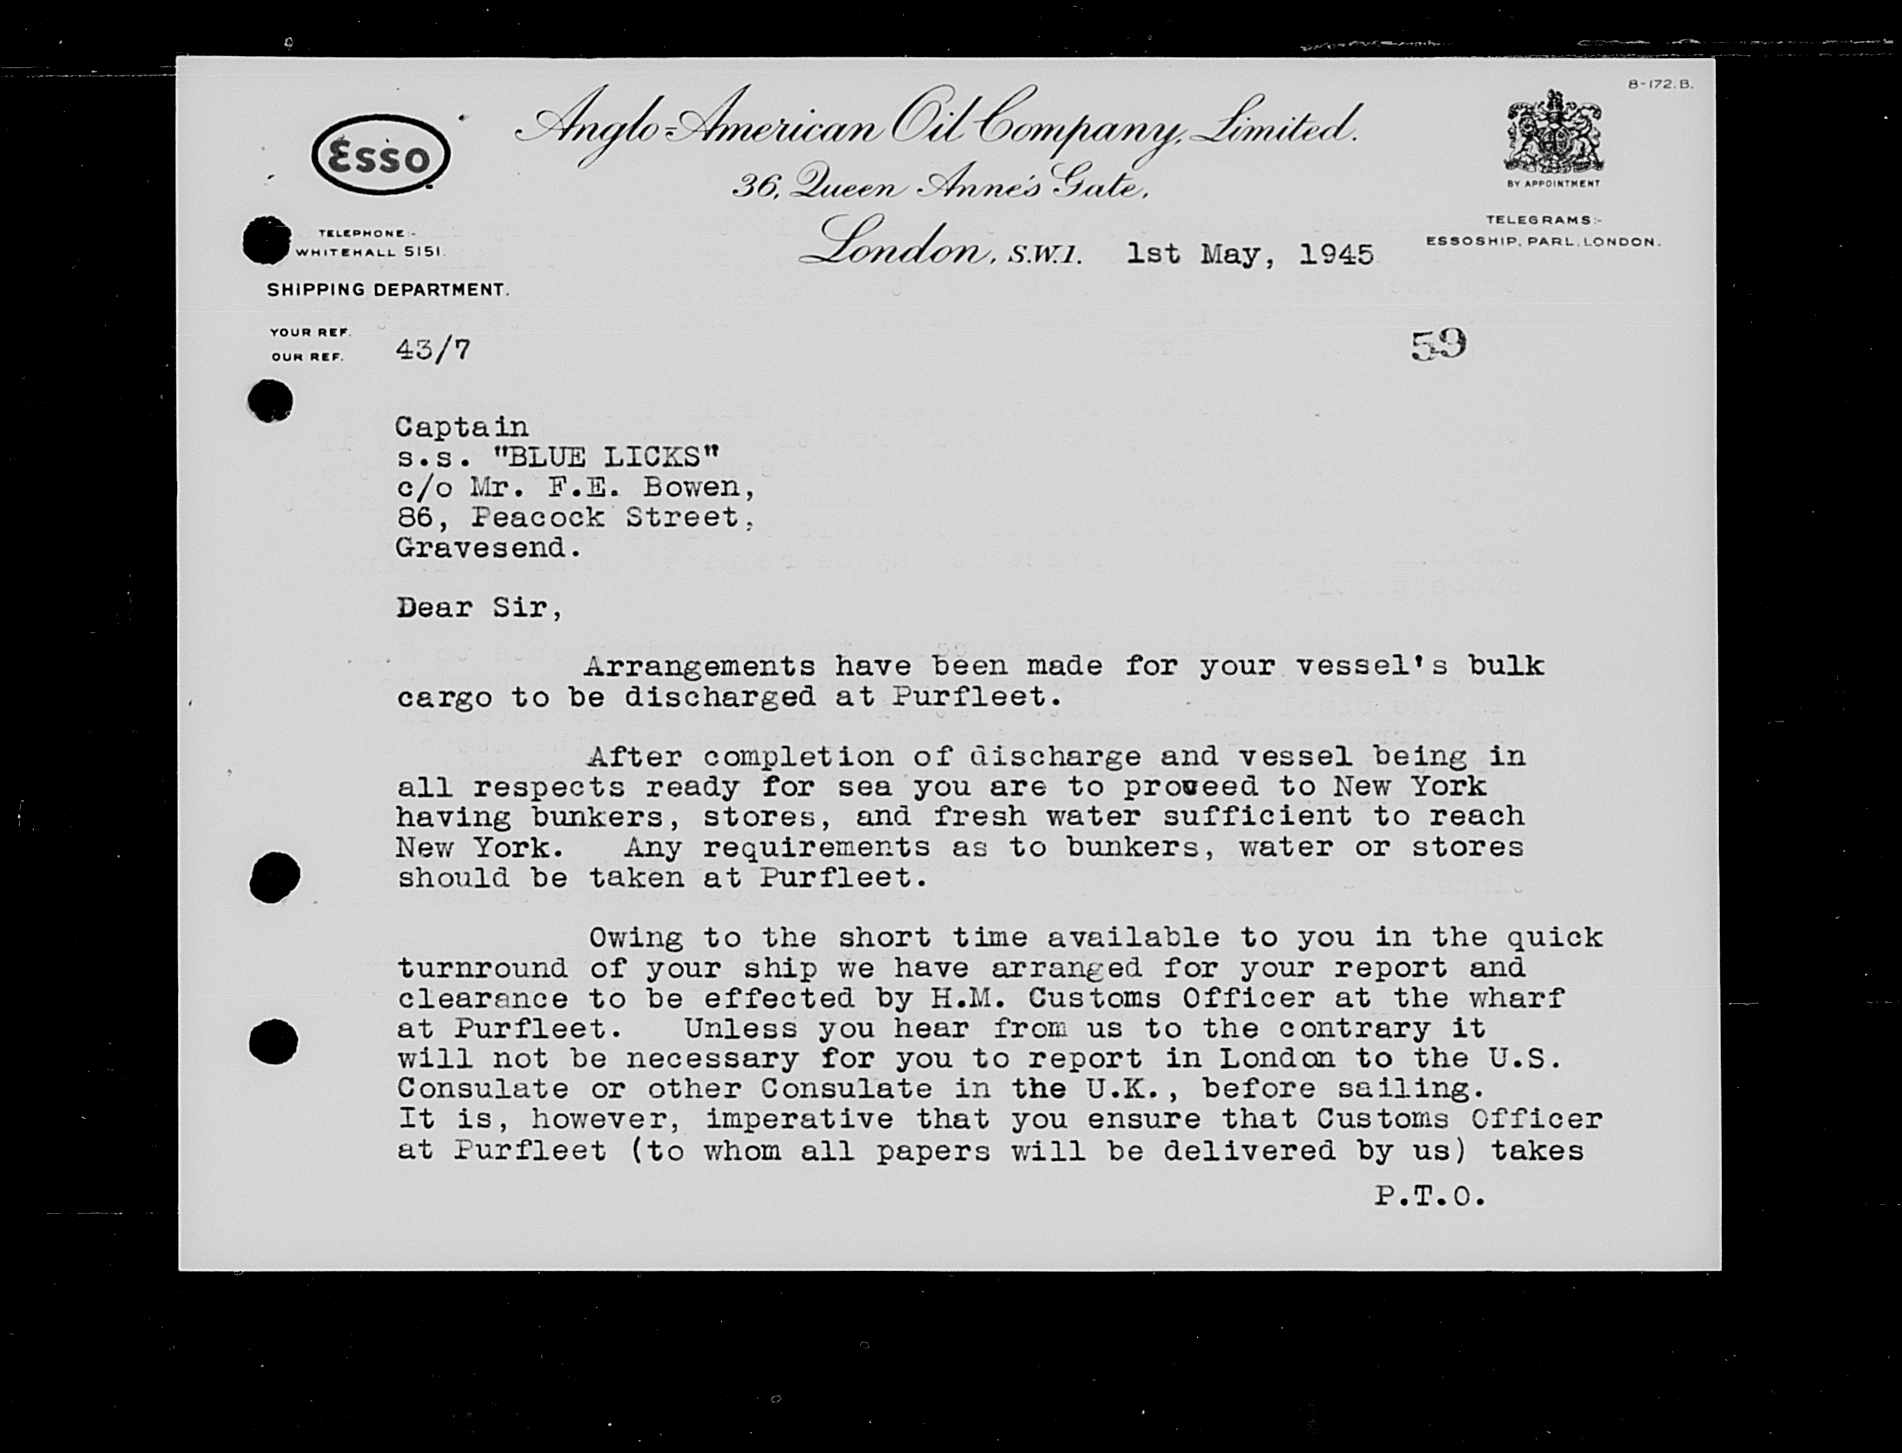 8-172.B.
Esso
Anglo-American Oil Company, Limited.
36, Queen Anne's Gate,
BY APPOINTMENT
TELEPHONE:-
WHITEHALL 5151.
London, S.W.1. 1st May, 1945
TELEGRAMS:-
ESSOSHIP, PARL, LONDON.
SHIPPING DEPARTMENT.
YOUR REF.
OUR REF. 43/7
59
Captain
s.s. "BLUE LICKS"
c/o Mr. F.E. Bowen,
86, Peacock Street,
Gravesend.
Dear Sir,
Arrangements have been made for your vessel's bulk
cargo to be discharged at Purfleet.
After completion of discharge and vessel being in
all respects ready for sea you are to proceed to New York
having bunkers, stores, and fresh water sufficient to reach
New York. Any requirements as to bunkers, water or stores
should be taken at Purfleet.
Owing to the short time available to you in the quick
turnround of your ship we have arranged for your report and
clearance to be effected by H.M. Customs Officer at the wharf
at Purfleet. Unless you hear from us to the contrary it
will not be necessary for you to report in London to the U.S.
Consulate or other Consulate in the U.K., before sailing.
It is, however, imperative that you ensure that Customs Officer
at Purfleet (to whom all papers will be delivered by us) takes
P.T.O.